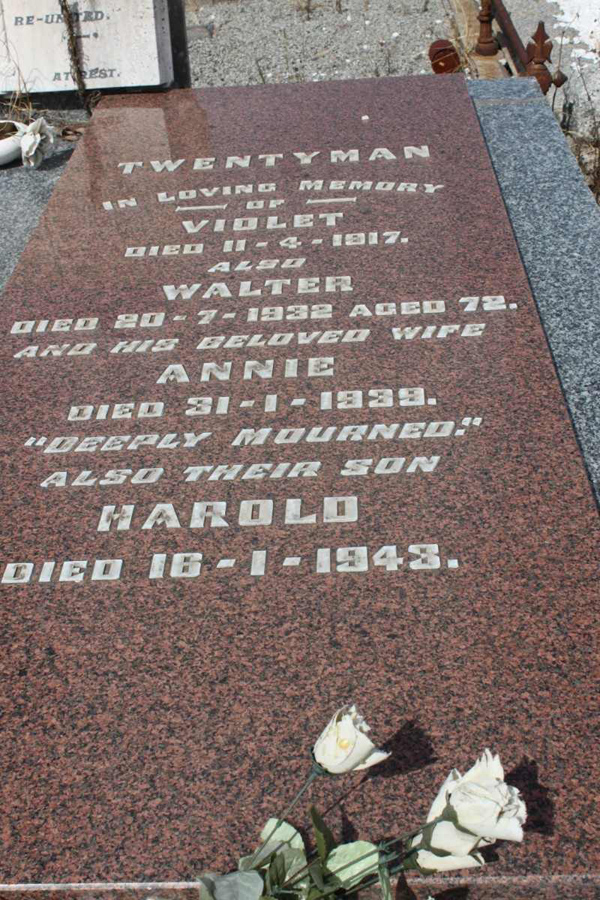 RE-UNITED.
AT REST.
TWENTYMAN
IN LOVING MEMORY
OF
VIOLET
DIED 11-4-1917.
ALSO
WALTER
DIED 20-7-1932 AGED 72.
AND HIS BELOVED WIFE
ANNIE
DIED 31-1-1939.
"DEEPLY MOURNED."
ALSO THEIR SON
HAROLD
DIED 16-1-1943.